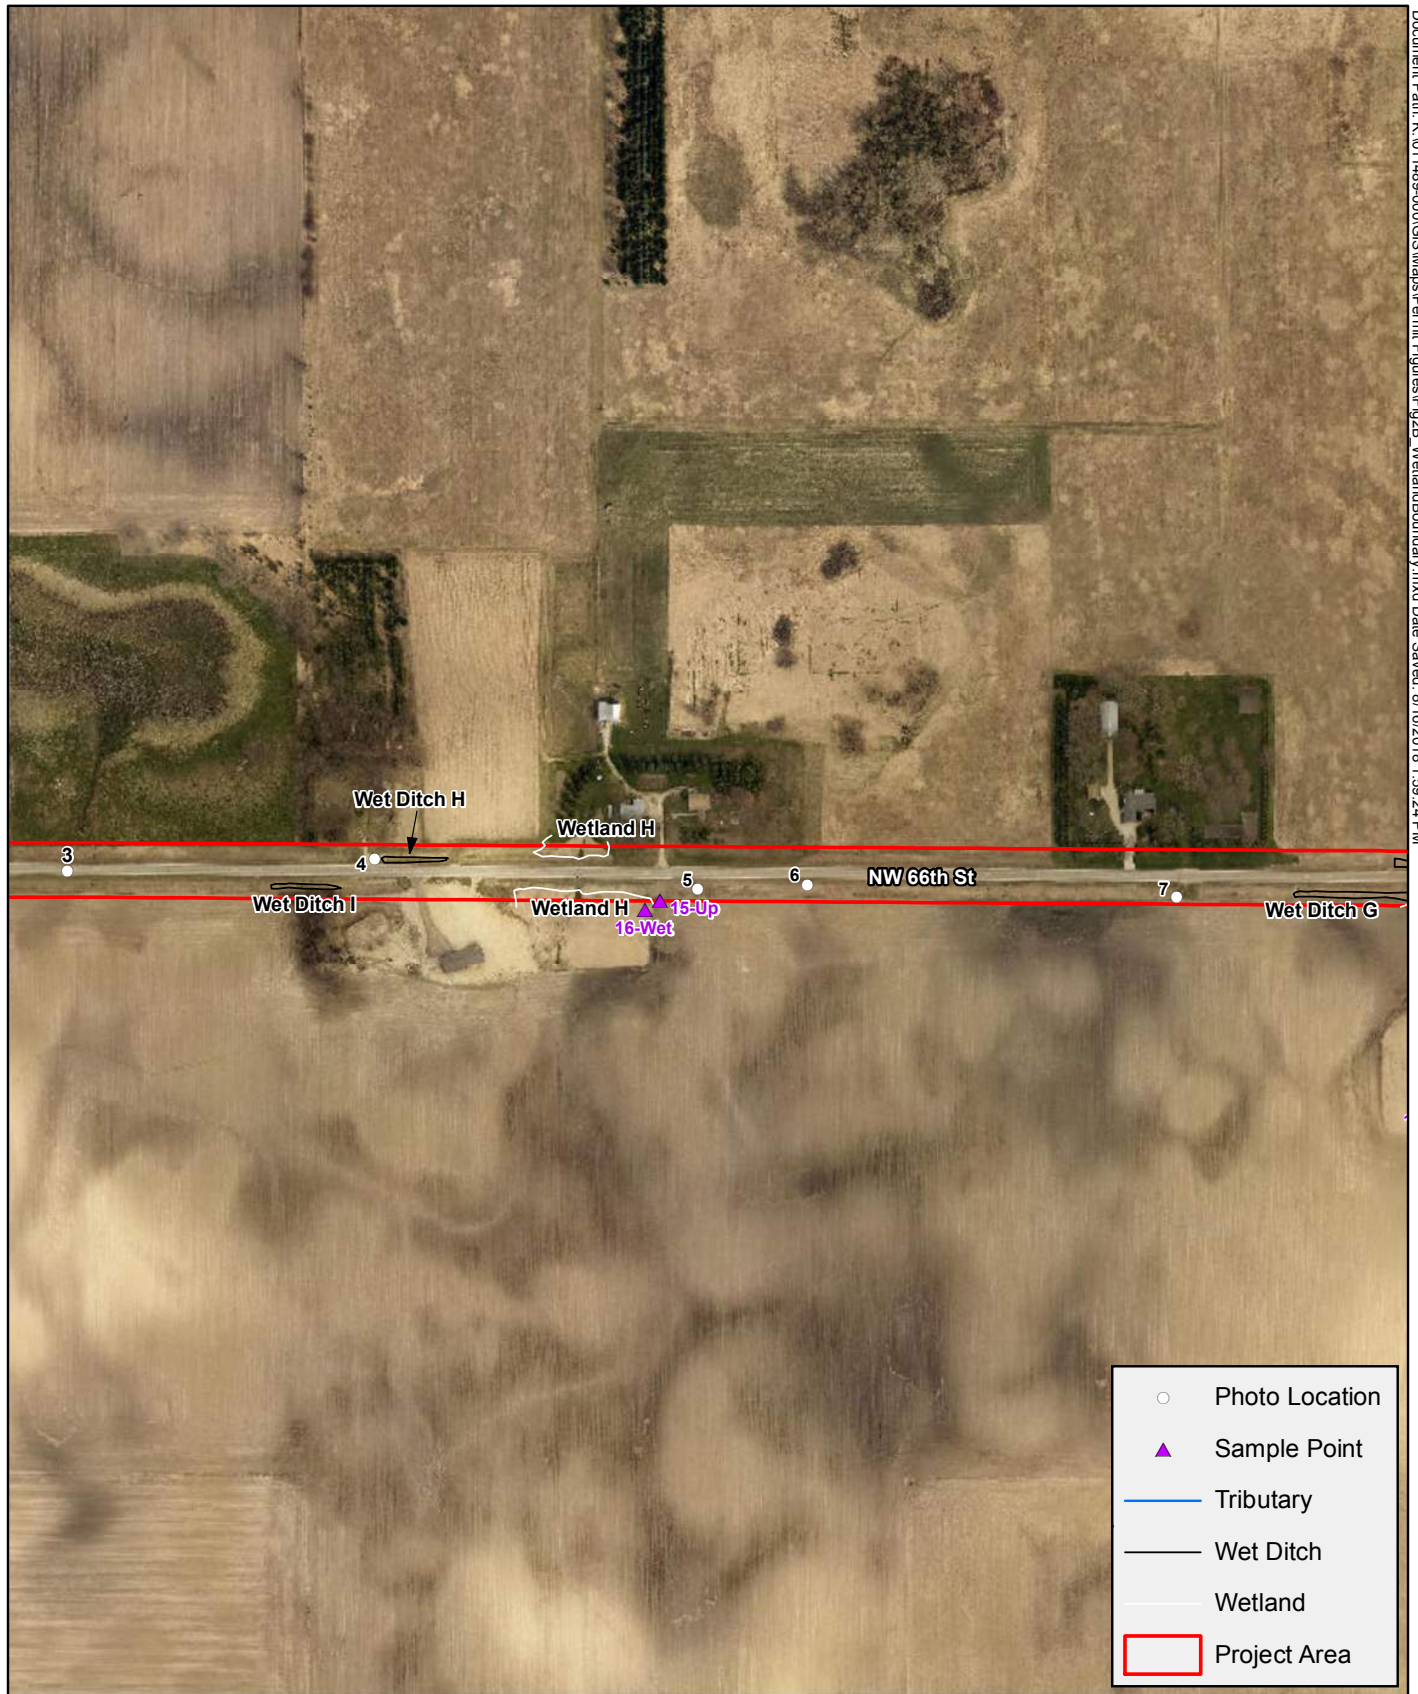 Wet Ditch H
Wetland H
3
4
NW 66th St
5
6
7
Wet Ditch I
Wetland H
15-Up
16-Wet
Wet Ditch G
Photo Location
Sample Point
Tributary
Wet Ditch
Wetland
Project Area